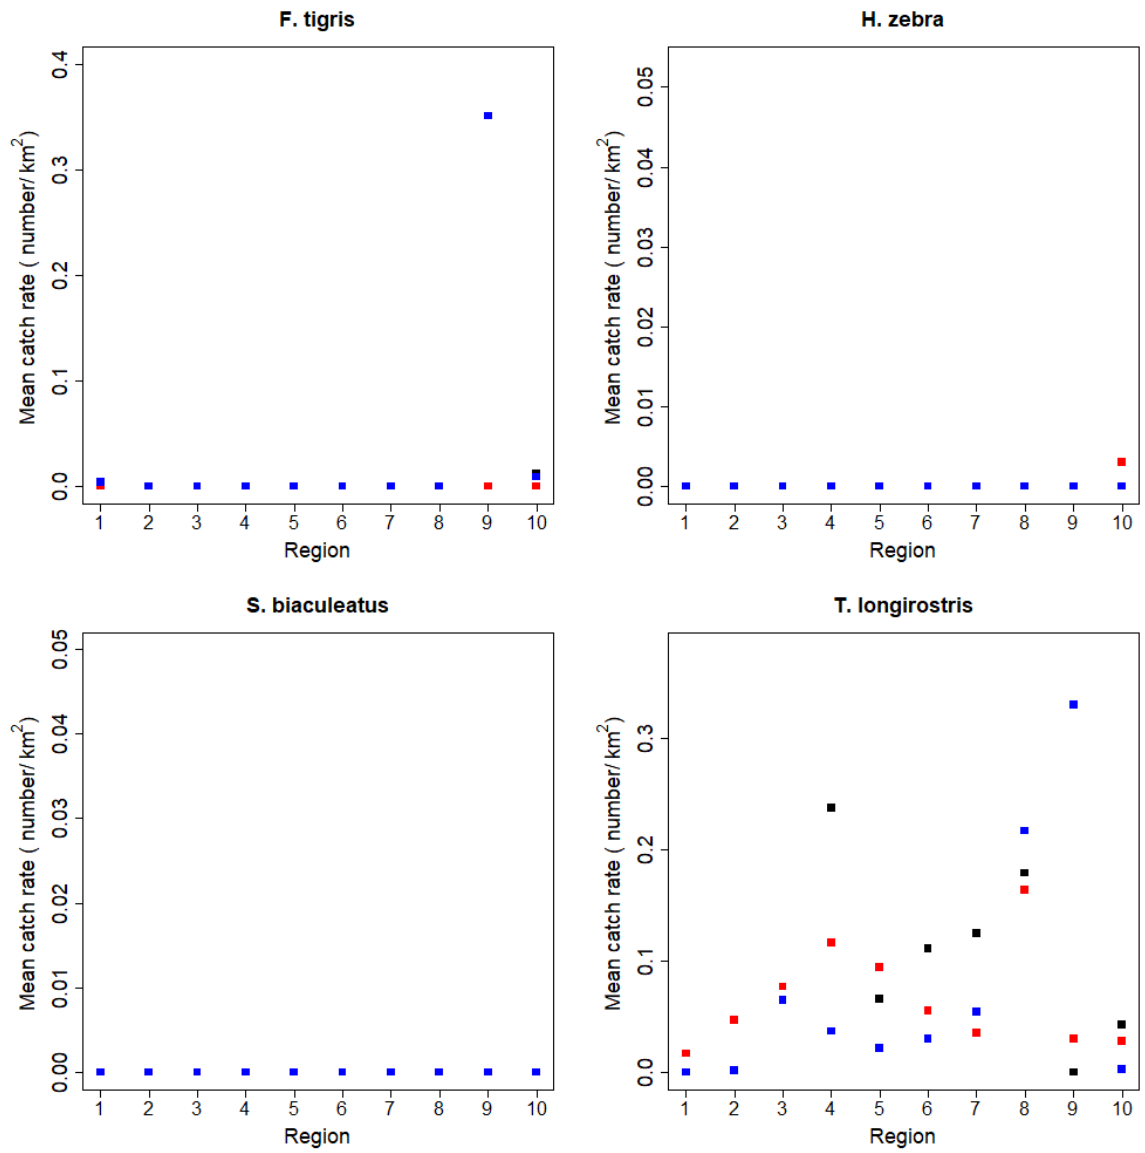 F. tigris
Mean catch rate ( number/ km²)
0.4
0.3
0.2
0.1
0.0
1 2 3 4 5 6 7 8 9 10
Region
H. zebra
Mean catch rate ( number/ km²)
0.05
0.04
0.03
0.02
0.01
0.00
1 2 3 4 5 6 7 8 9 10
Region
S. biaculeatus
Mean catch rate ( number/ km²)
0.05
0.04
0.03
0.02
0.01
0.00
1 2 3 4 5 6 7 8 9 10
Region
T. longirostris
Mean catch rate ( number/ km²)
0.3
0.2
0.1
0.0
1 2 3 4 5 6 7 8 9 10
Region